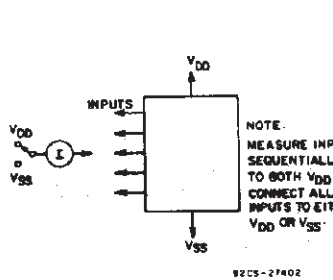 VDD
INPUTS
VDD
I
VSS
VSS
NOTE.
MEASURE INP
SEQUENTIALL
TO BOTH VDD
CONNECT ALL
INPUTS TO EIT
VDD OR VSS.
92CS-27402